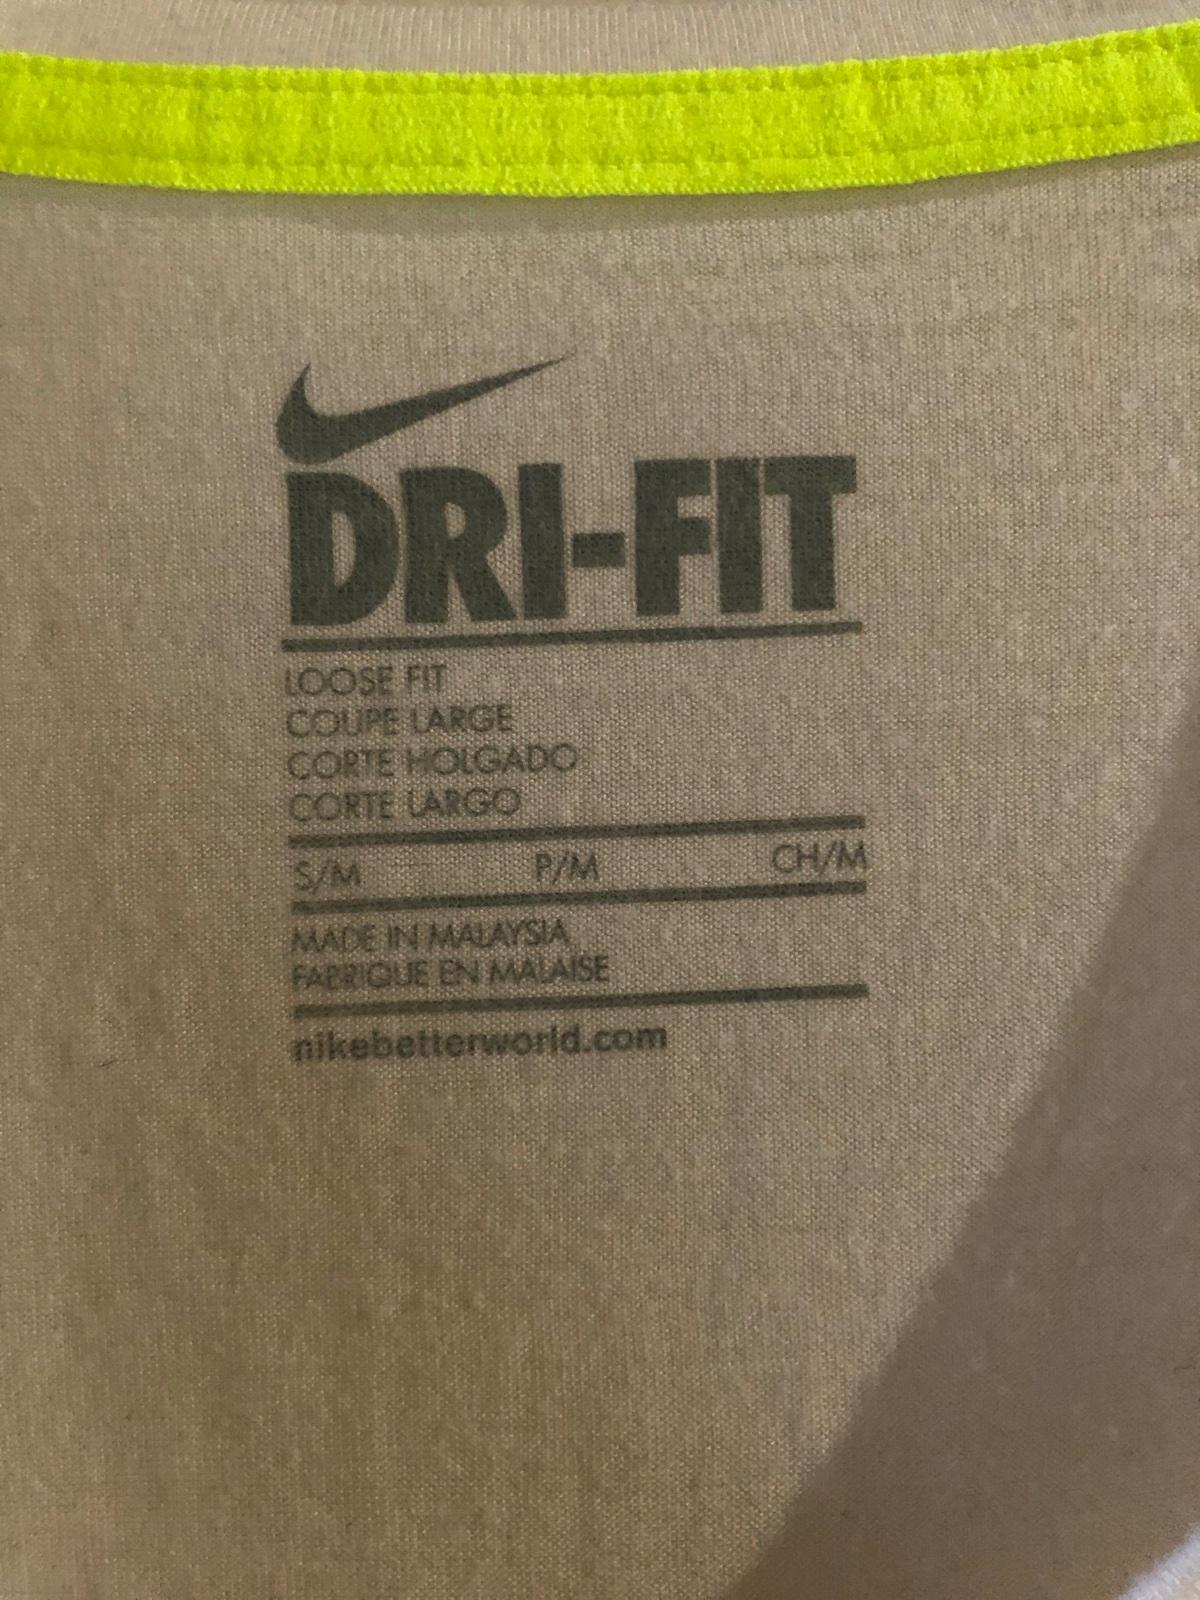 DRI-FIT
LOOSE FIT
COUPE LARGE
CORTE HOLGADO
CORTE LARGO
S/M P/M CH/M
MADE IN MALAYSIA
FABRIQUE EN MALAISE
nikebetterworld.com